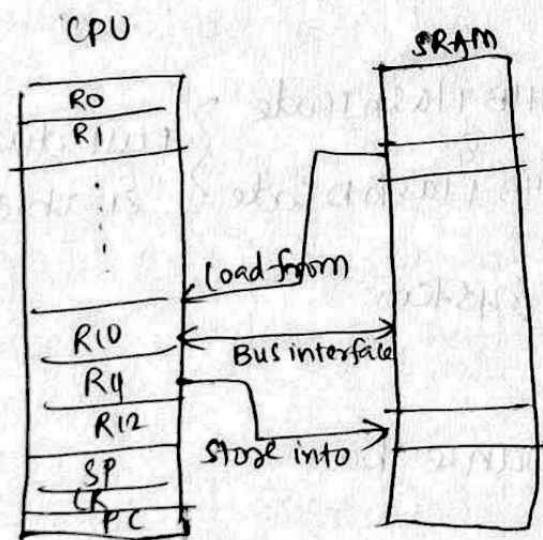 CPU
SRAM
R0
R1
Load from
R10
Bus interface
R11
R12
Store into
SP
LR
PC